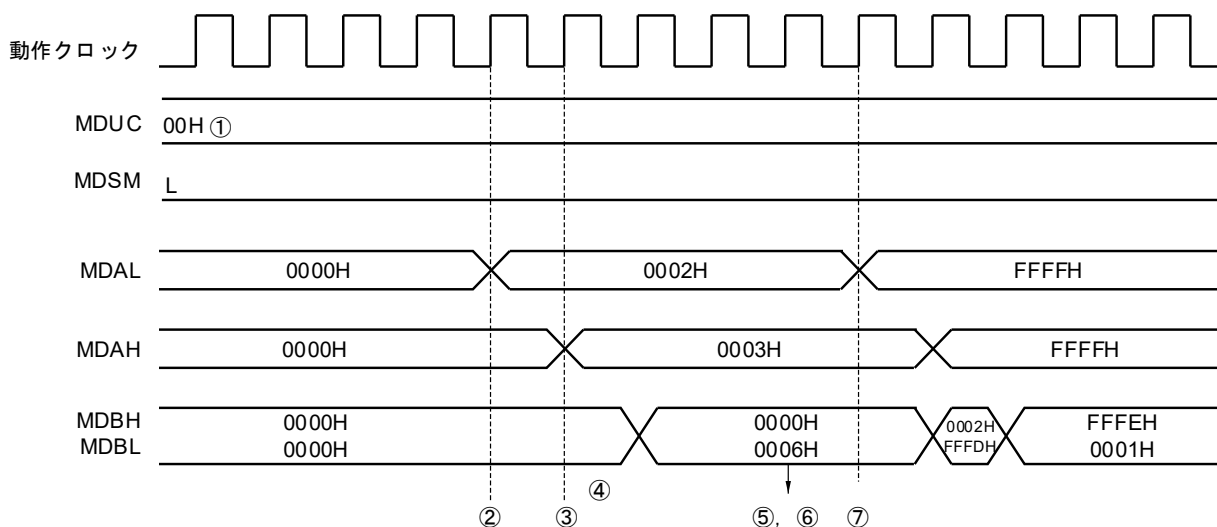 動作クロック
MDUC 00H ①
MDSM L
MDAL 0000H 0002H FFFFH
MDAH 0000H 0003H FFFFH
MDBH 0000H 0000H 0002H FFFEH
MDBL 0000H 0006H FFFDH 0001H
④
② ③ ⑤, ⑥ ⑦